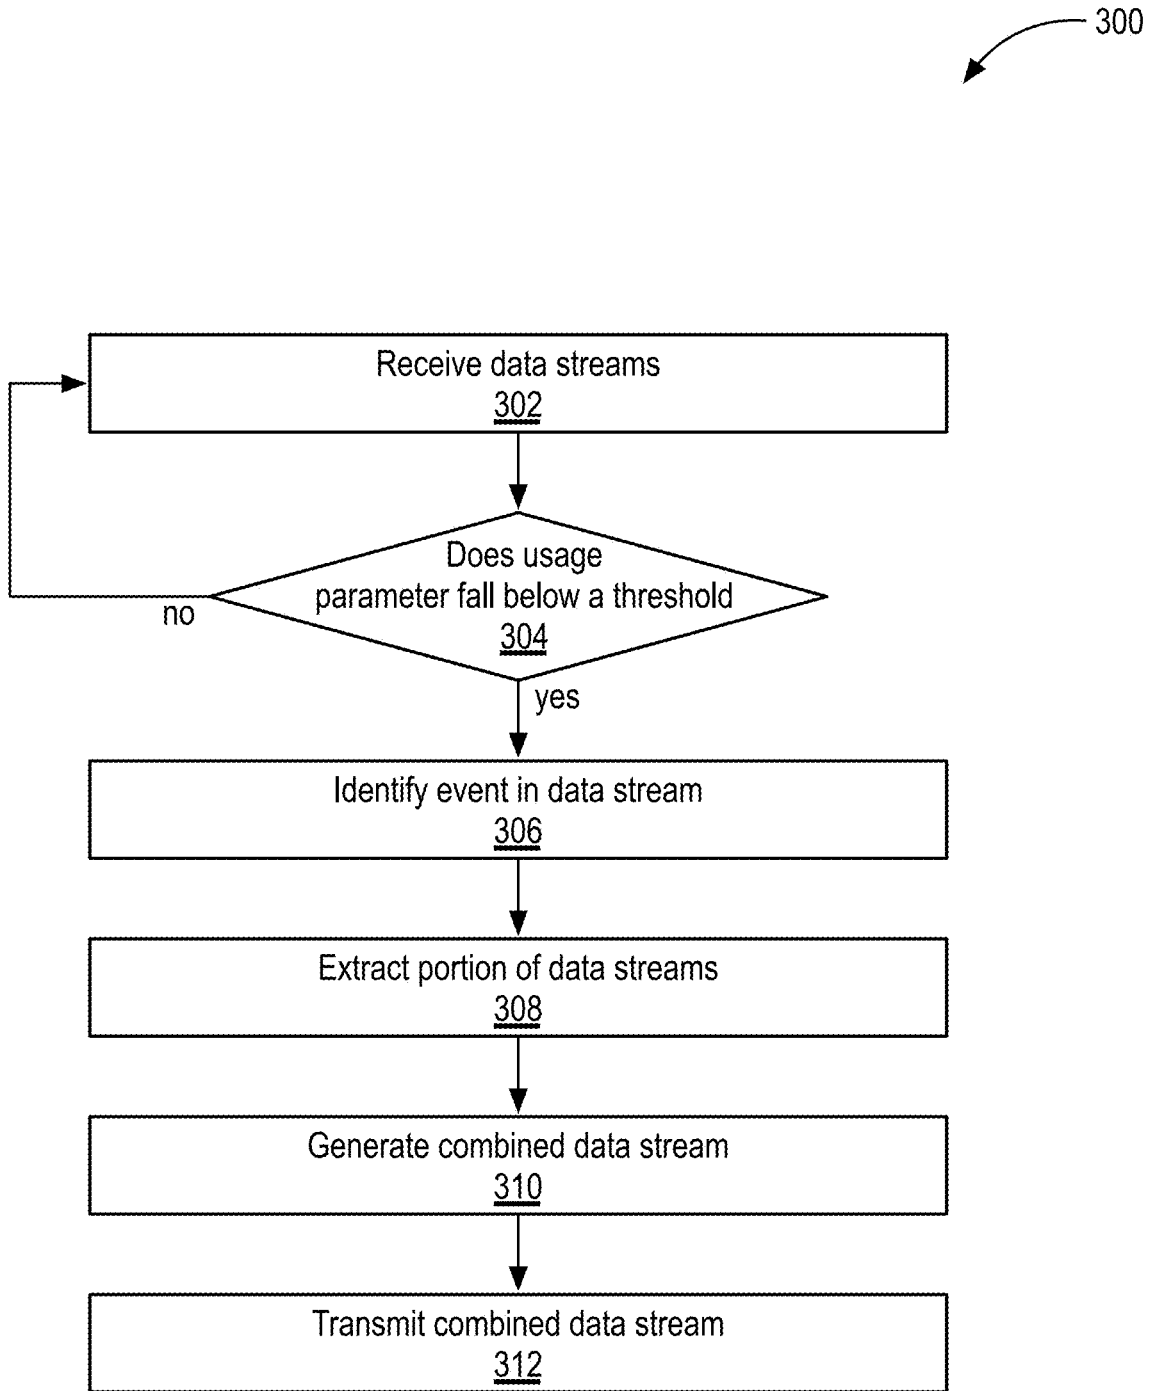 300
Receive data streams
302
Does usage
parameter fall below a threshold
304
no
yes
Identify event in data stream
306
Extract portion of data streams
308
Generate combined data stream
310
Transmit combined data stream
312